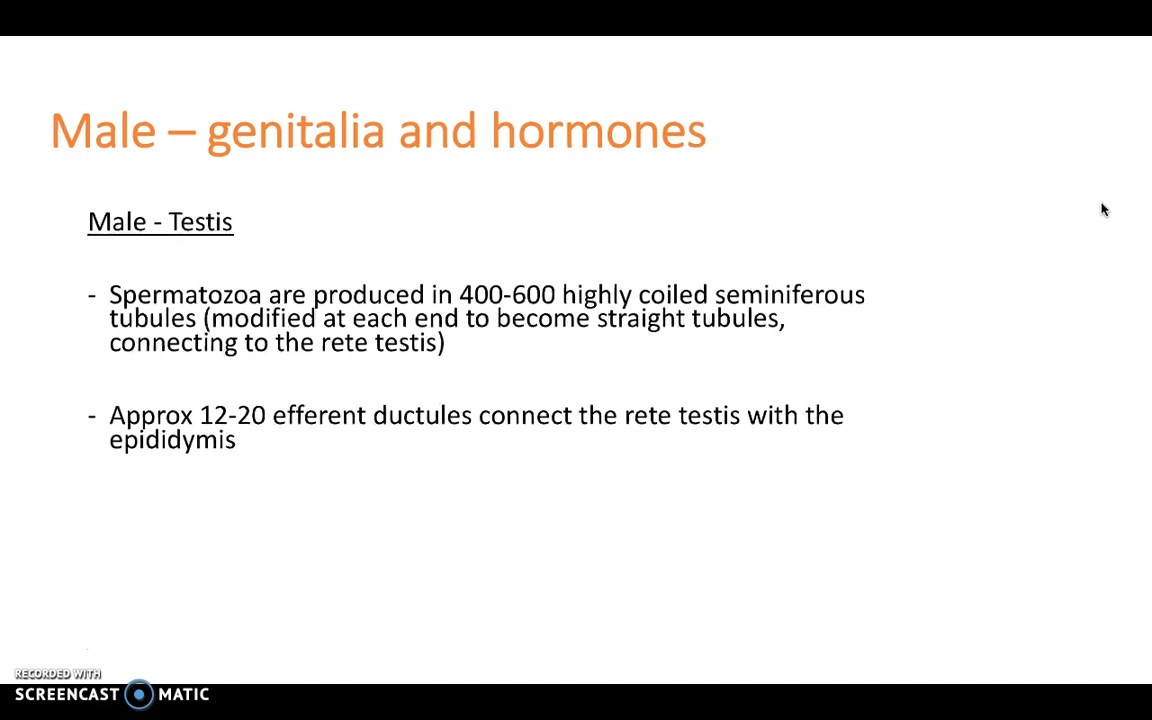 Male – genitalia and hormones
Male - Testis
- Spermatozoa are produced in 400-600 highly coiled seminiferous
tubules (modified at each end to become straight tubules,
connecting to the rete testis)
- Approx 12-20 efferent ductules connect the rete testis with the
epididymis
RECORDED WITH
SCREENCAST MATIC